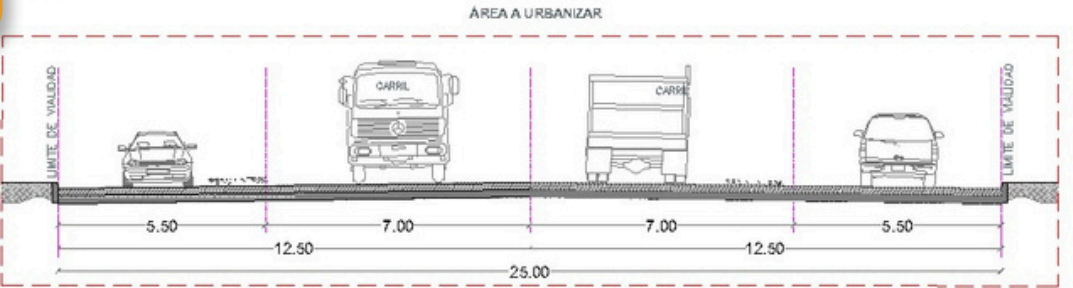 ÁREA A URBANIZAR
LIMITE DE VIALIDAD
CARRIL
CARRIL
LIMITE DE VIALIDAD
5.50 7.00 7.00 5.50
12.50 12.50
25.00